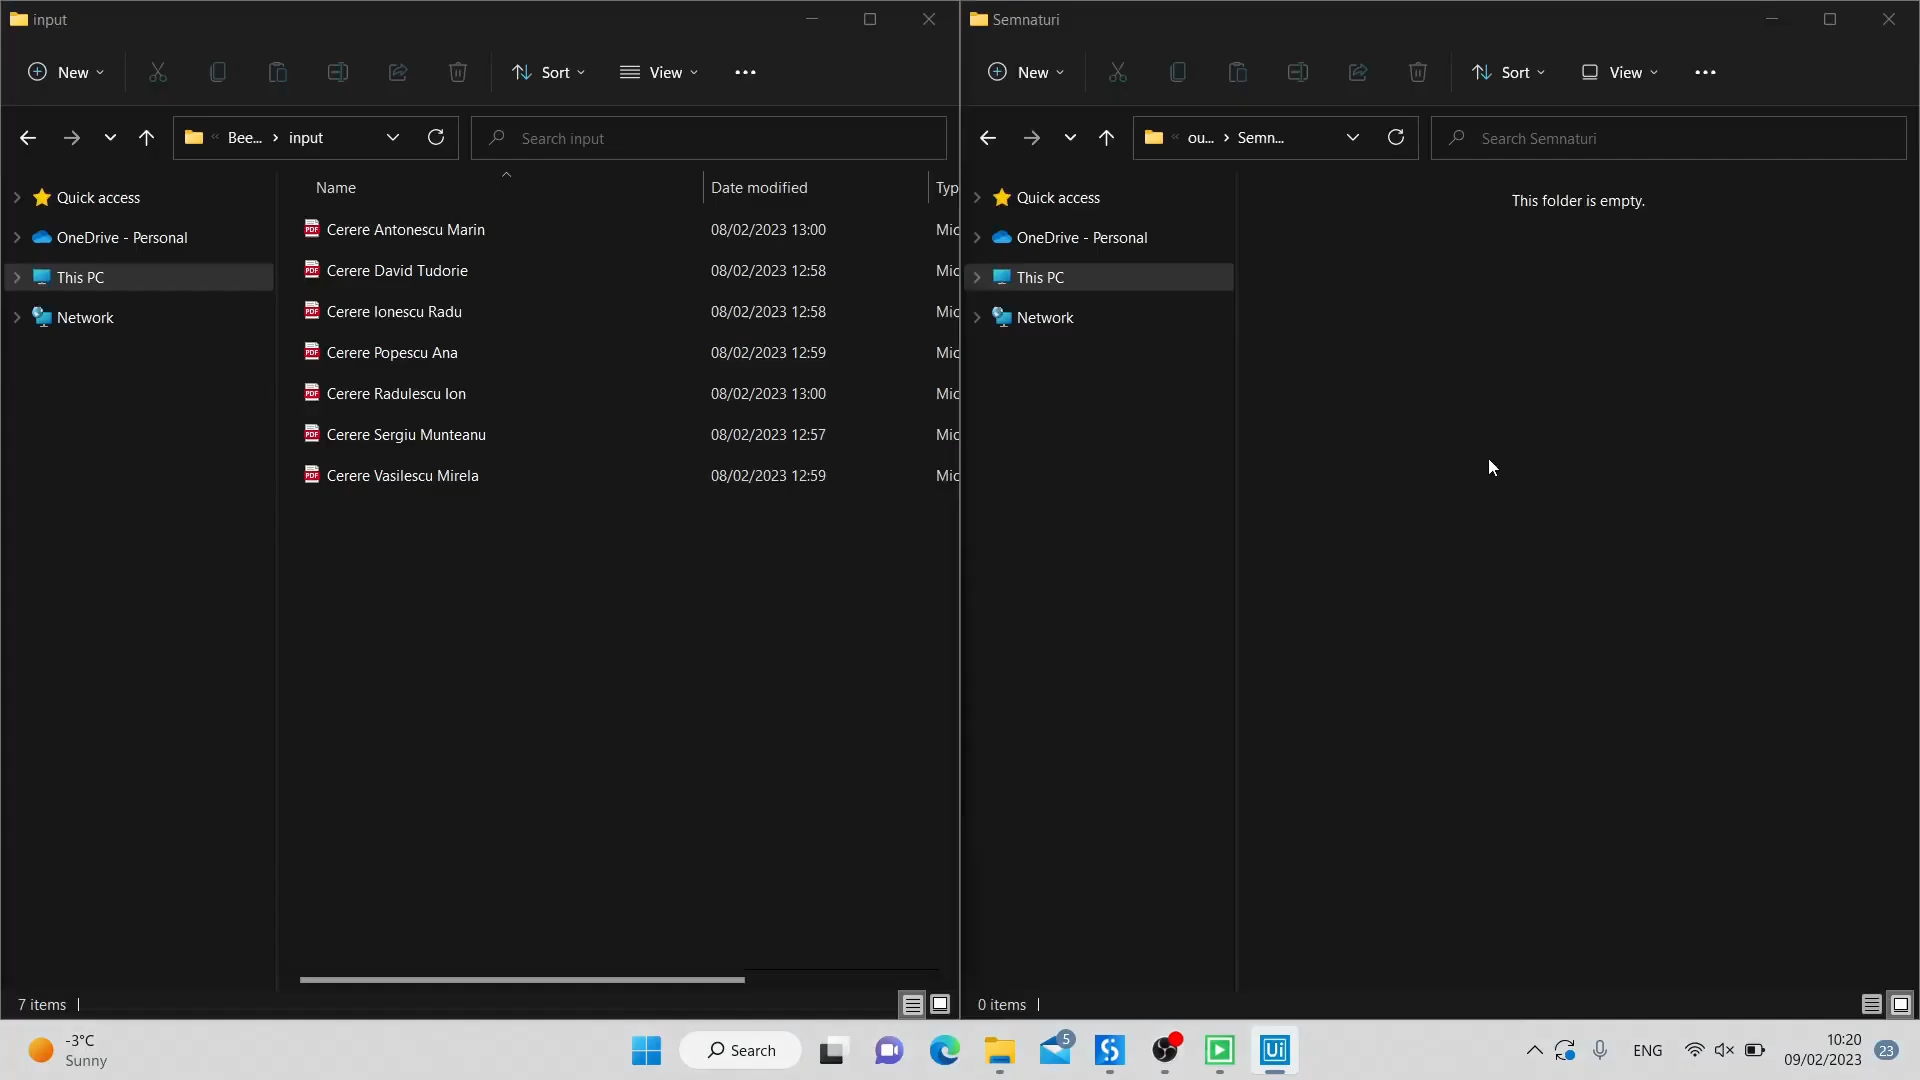 input
New
Sort
View
Bee... > input
Search input
Name
Date modified
Typ
Quick access
OneDrive - Personal
This PC
Network
Cerere Antonescu Marin 08/02/2023 13:00 Mic
Cerere David Tudorie 08/02/2023 12:58 Mic
Cerere Ionescu Radu 08/02/2023 12:58 Mic
Cerere Popescu Ana 08/02/2023 12:59 Mic
Cerere Radulescu Ion 08/02/2023 13:00 Mic
Cerere Sergiu Munteanu 08/02/2023 12:57 Mic
Cerere Vasilescu Mirela 08/02/2023 12:59 Mic
7 items
Semnaturi
New
Sort
View
ou... > Semn...
Search Semnaturi
Quick access
OneDrive - Personal
This PC
Network
This folder is empty.
0 items
-3°C
Sunny
Search
5
Ui
ENG
10:20
09/02/2023
23